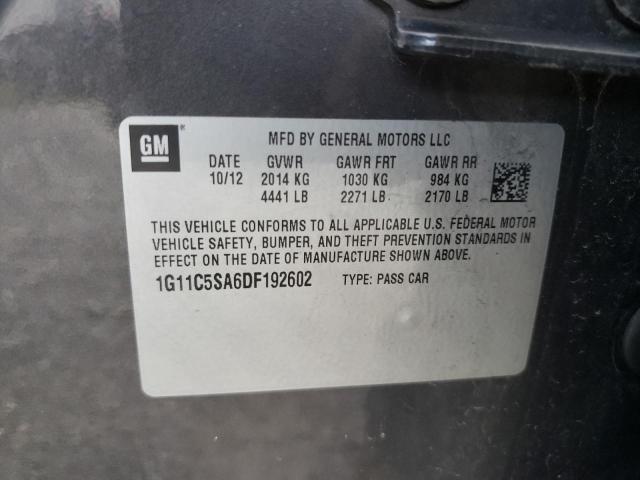 GM ®
MFD BY GENERAL MOTORS LLC
DATE GVWR GAWR FRT GAWR RR
10/12 2014 KG 1030 KG 984 KG
4441 LB 2271 LB 2170 LB
THIS VEHICLE CONFORMS TO ALL APPLICABLE U.S. FEDERAL MOTOR
VEHICLE SAFETY, BUMPER, AND THEFT PREVENTION STANDARDS IN
EFFECT ON THE DATE OF MANUFACTURE SHOWN ABOVE.
1G11C5SA6DF192602 TYPE: PASS CAR